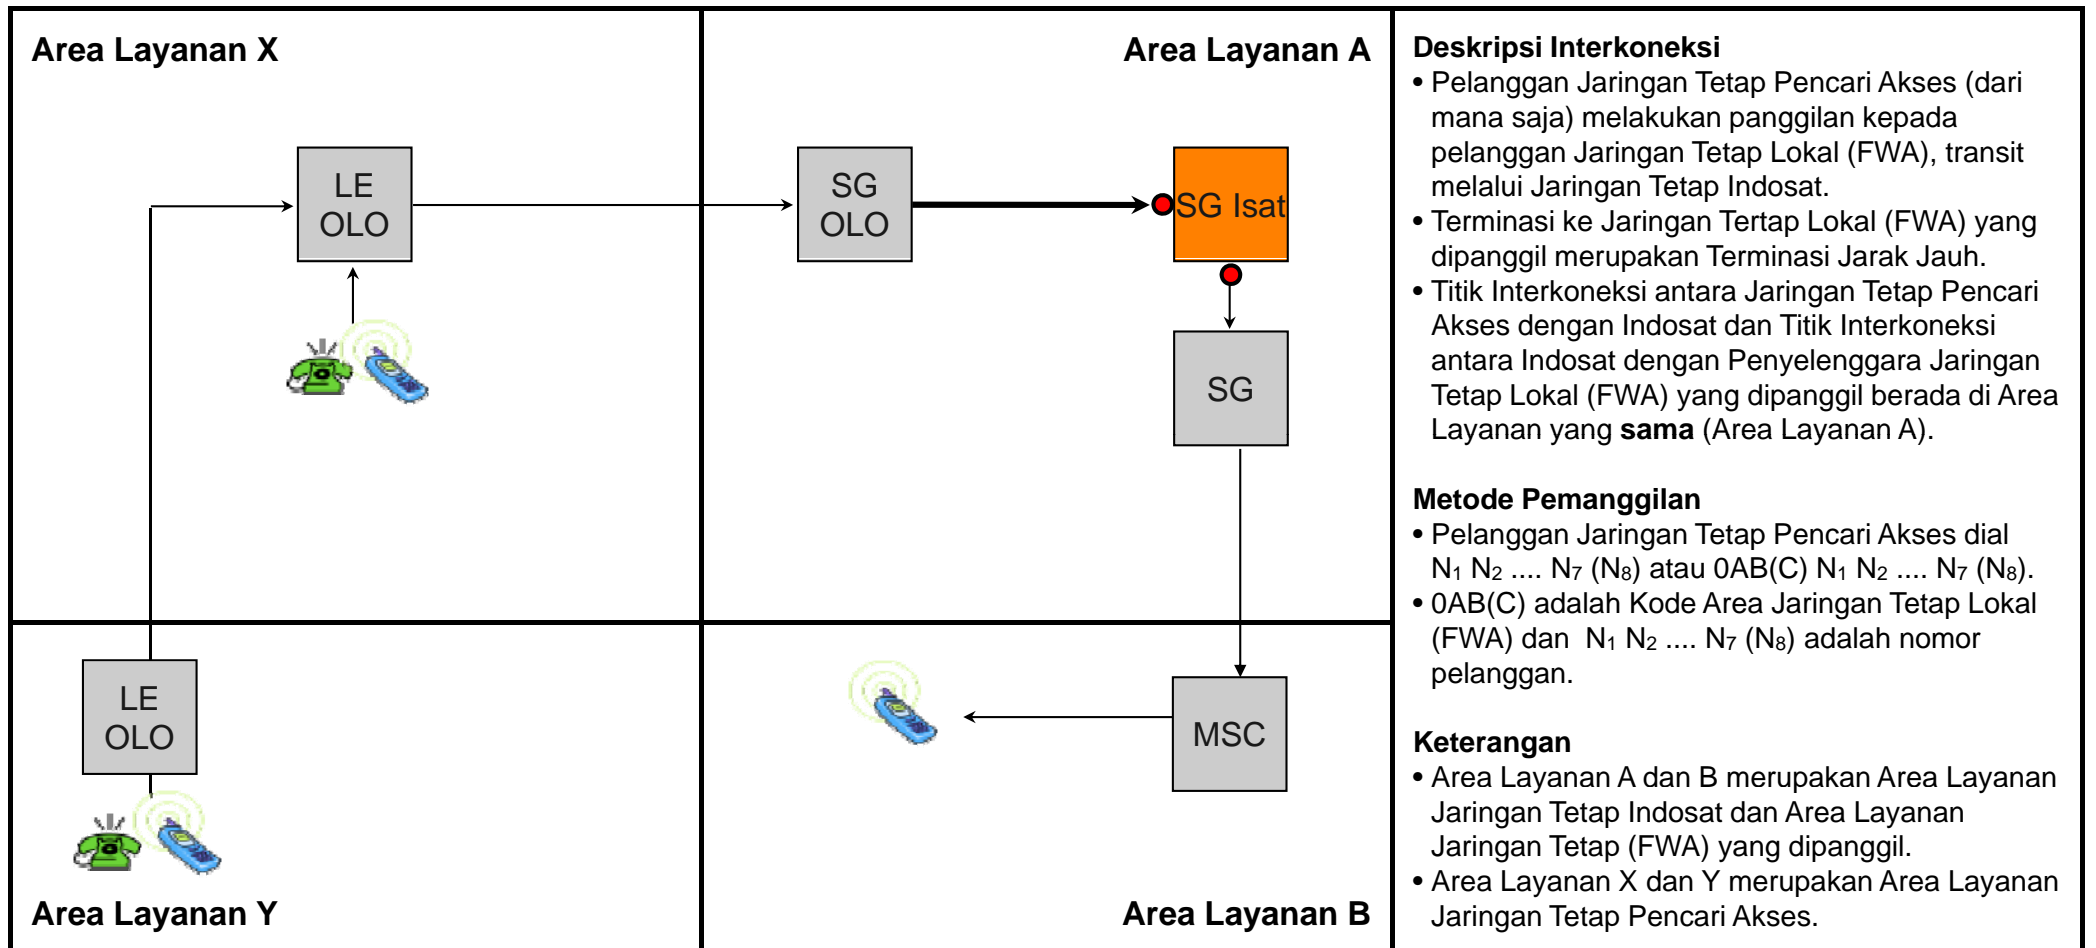 Area Layanan X
Area Layanan A
LE
OLO
SG
OLO
SG Isat
SG
LE
OLO
MSC
Area Layanan Y
Area Layanan B
Deskripsi Interkoneksi
• Pelanggan Jaringan Tetap Pencari Akses (dari
mana saja) melakukan panggilan kepada
pelanggan Jaringan Tetap Lokal (FWA), transit
melalui Jaringan Tetap Indosat.
• Terminasi ke Jaringan Tertap Lokal (FWA) yang
dipanggil merupakan Terminasi Jarak Jauh.
• Titik Interkoneksi antara Jaringan Tetap Pencari
Akses dengan Indosat dan Titik Interkoneksi
antara Indosat dengan Penyelenggara Jaringan
Tetap Lokal (FWA) yang dipanggil berada di Area
Layanan yang sama (Area Layanan A).
Metode Pemanggilan
• Pelanggan Jaringan Tetap Pencari Akses dial
N₁ N₂ .... N₇ (N₈) atau 0AB(C) N₁ N₂ .... N₇ (N₈).
• 0AB(C) adalah Kode Area Jaringan Tetap Lokal
(FWA) dan N₁ N₂ .... N₇ (N₈) adalah nomor
pelanggan.
Keterangan
• Area Layanan A dan B merupakan Area Layanan
Jaringan Tetap Indosat dan Area Layanan
Jaringan Tetap (FWA) yang dipanggil.
• Area Layanan X dan Y merupakan Area Layanan
Jaringan Tetap Pencari Akses.